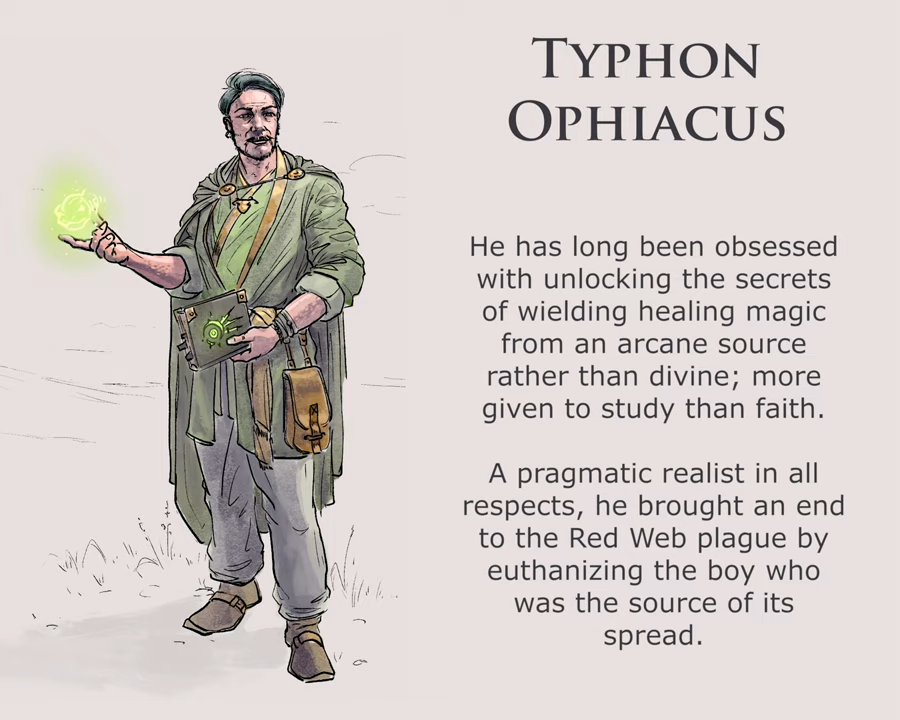 TYPHON
OPHIACUS
He has long been obsessed
with unlocking the secrets
of wielding healing magic
from an arcane source
rather than divine; more
given to study than faith.
A pragmatic realist in all
respects, he brought an end
to the Red Web plague by
euthanizing the boy who
was the source of its
spread.